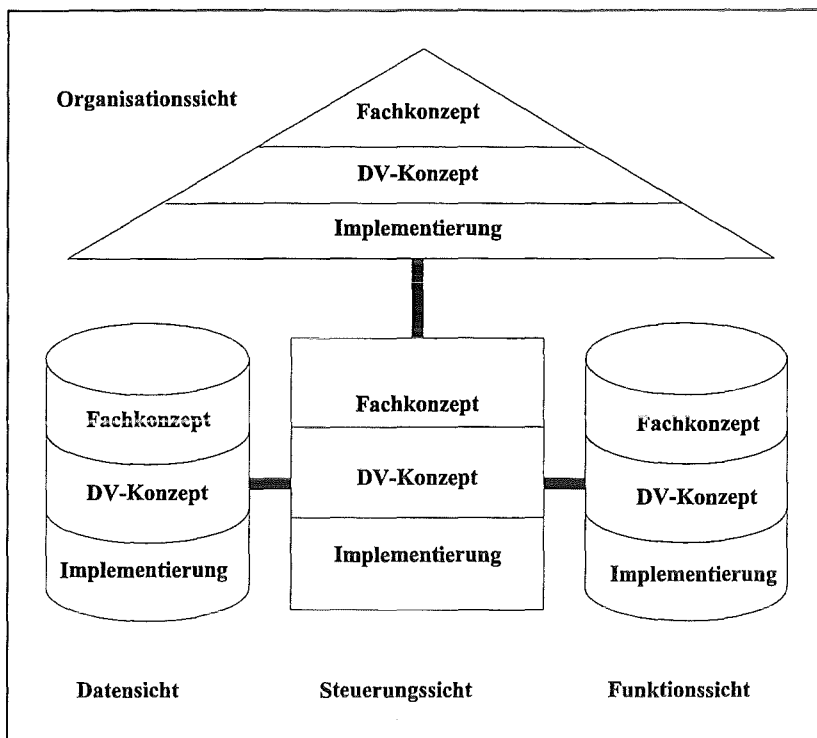 Organisationssicht
Fachkonzept
DV-Konzept
Implementierung
Fachkonzept
DV-Konzept
Implementierung
Fachkonzept
DV-Konzept
Implementierung
Fachkonzept
DV-Konzept
Implementierung
Datensicht
Steuerungssicht
Funktionssicht